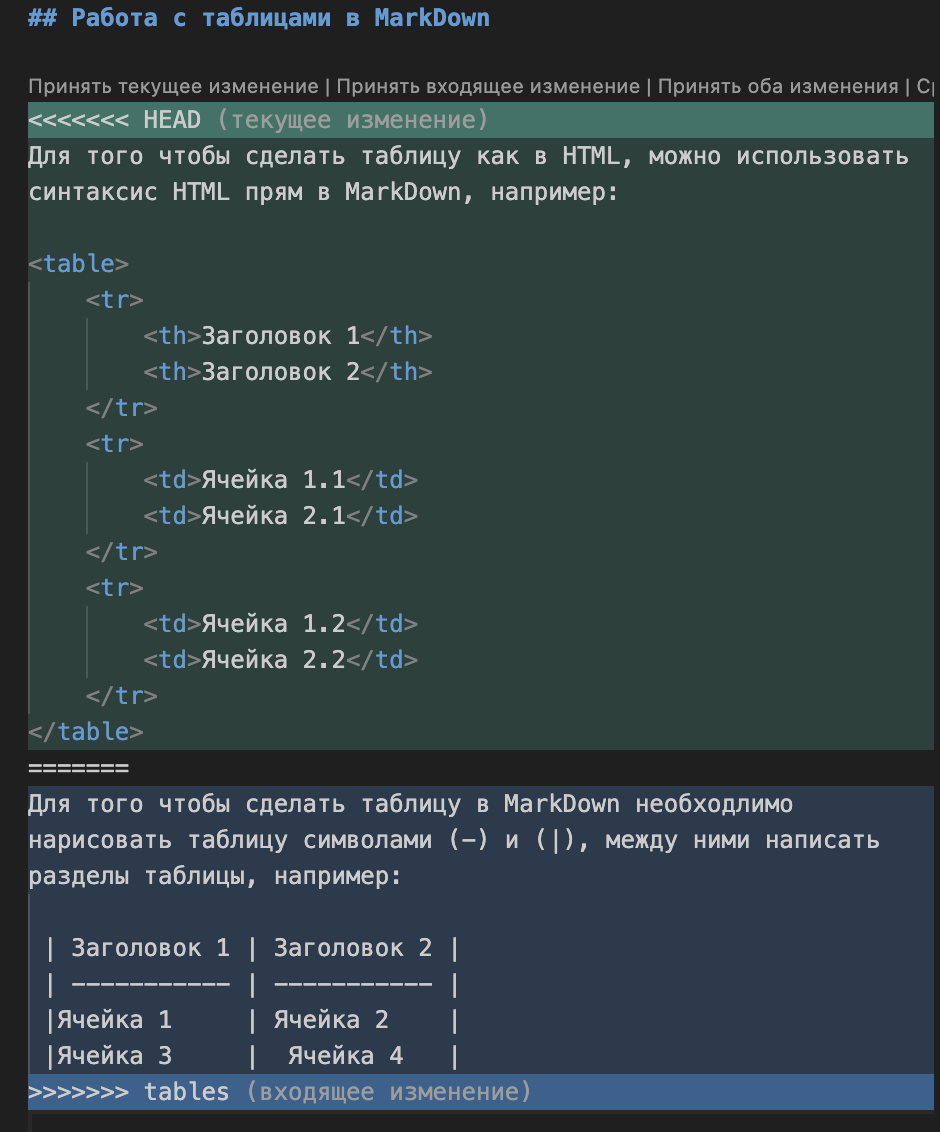 ## Работа с таблицами в MarkDown
Принять текущее изменение | Принять входящее изменение | Принять оба изменения |
<<<<<<< HEAD (текущее изменение)
Для того чтобы сделать таблицу как в HTML, можно использовать
синтаксис HTML прям в MarkDown, например:
<table>
    <tr>
        <th>Заголовок 1</th>
        <th>Заголовок 2</th>
    </tr>
    <tr>
        <td>Ячейка 1.1</td>
        <td>Ячейка 2.1</td>
    </tr>
    <tr>
        <td>Ячейка 1.2</td>
        <td>Ячейка 2.2</td>
    </tr>
</table>
=======
Для того чтобы сделать таблицу в MarkDown необходлимо
нарисовать таблицу символами (-) и (|), между ними написать
разделы таблицы, например:
 | Заголовок 1 | Заголовок 2 |
 | ----------- | ----------- |
 |Ячейка 1     | Ячейка 2    |
 |Ячейка 3     |  Ячейка 4   |
>>>>>>> tables (входящее изменение)